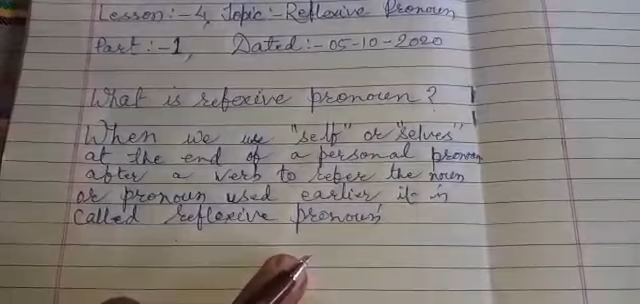 Lesson:-4, Topic:-Reflexive Pronoun
Part:-1, Dated:-05-10-2020
What is refexive pronoun?
When we use "self" or "selves"
at the end of a personal pronoun
after a verb to refer the noun
or pronoun used earlier it is
called reflexive pronoun